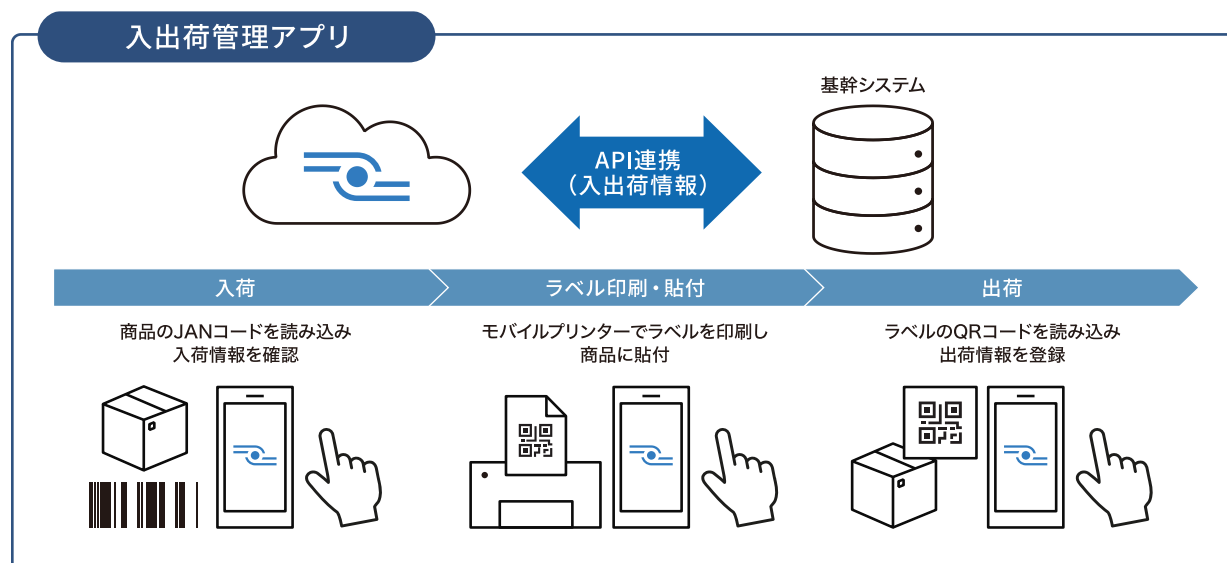 入出荷管理アプリ
基幹システム
API連携
（入出荷情報）
入荷
ラベル印刷・貼付
出荷
商品のJANコードを読み込み
入荷情報を確認
モバイルプリンターでラベルを印刷し
商品に貼付
ラベルのQRコードを読み込み
出荷情報を登録